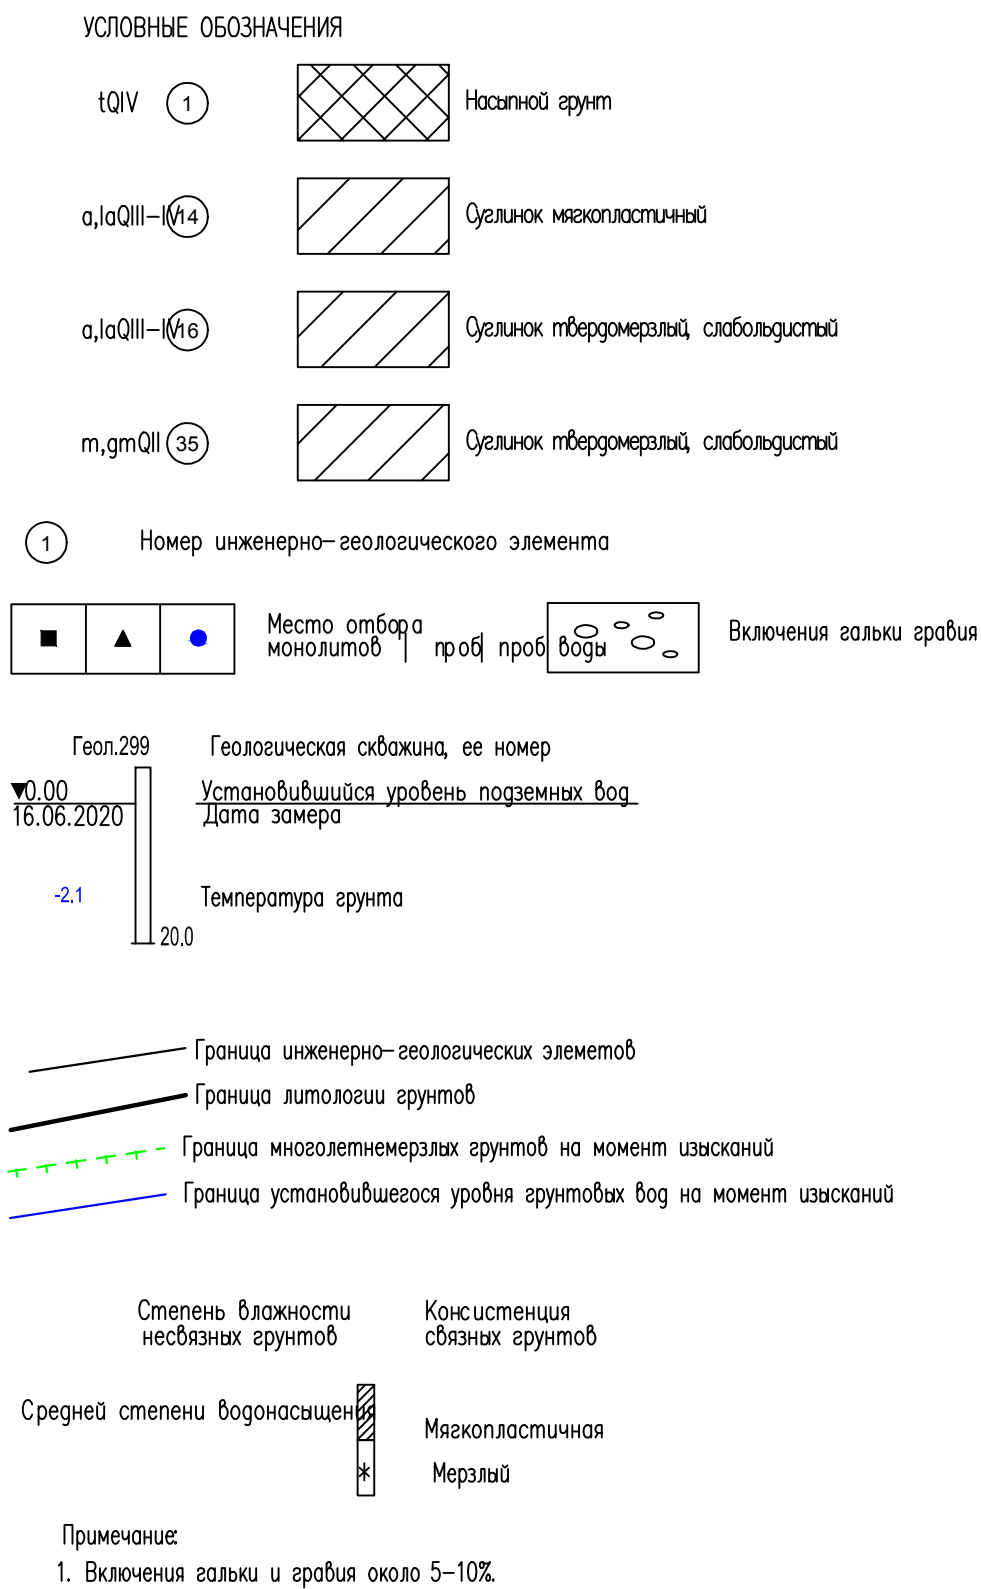 УСЛОВНЫЕ ОБОЗНАЧЕНИЯ
tQIV 1 Насыпной грунт
a,laQIII-IV 14 Суглинок мягкопластичный
a,laQIII-IV 16 Суглинок твердомерзлый, слабольдистый
m,gmQII 35 Суглинок твердомерзлый, слабольдистый
1 Номер инженерно-геологического элемента
Место отбора
монолитов | проб| проб воды
Включения гальки гравия
Геол.299 Геологическая скважина, ее номер
0.00 Установившийся уровень подземных вод
16.06.2020 Дата замера
-2.1 Температура грунта
20.0
Граница инженерно-геологических элеметов
Граница литологии грунтов
Граница многолетнемерзлых грунтов на момент изысканий
Граница установившегося уровня грунтовых вод на момент изысканий
Степень влажности
несвязных грунтов
Консистенция
связных грунтов
Средней степени водонасыщения
Мягкопластичная
Мерзлый
Примечание:
1. Включения гальки и гравия около 5-10%.